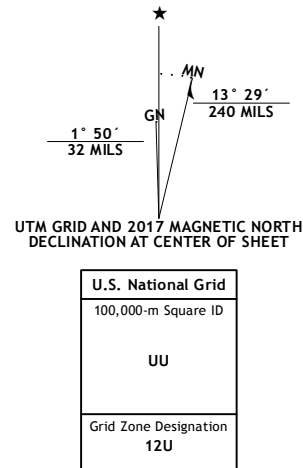 MN
GN
13° 29´
240 MILS
1° 50´
32 MILS
UTM GRID AND 2017 MAGNETIC NORTH
DECLINATION AT CENTER OF SHEET
U.S. National Grid
100,000-m Square ID
UU
Grid Zone Designation
12U